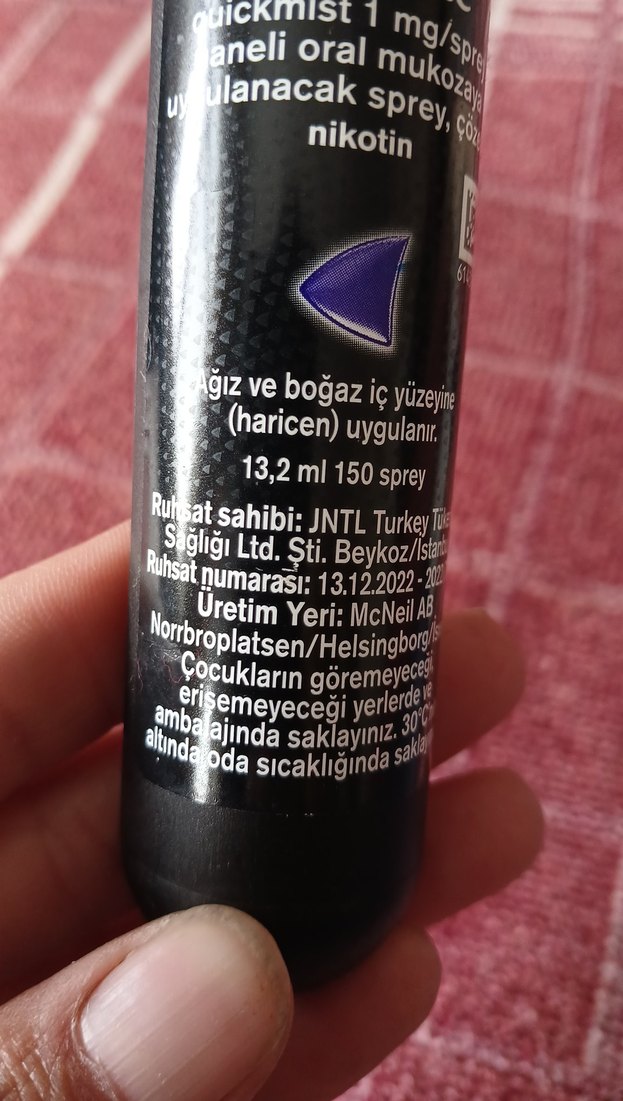 quickmist 1 mg/sprey
naneli oral mukozaya
uygulanacak sprey,
nikotin
Ağız ve boğaz iç yüzeyine
(haricen) uygulanır.
13,2 ml 150 sprey
Ruhsat sahibi: JNTL Turkey
Sağlığı Ltd. Şti. Beykoz/İstanbul
Ruhsat numarası: 13.12.2022 -
Üretim Yeri: McNeil AB,
Norrbroplatsen/Helsingborg/
Çocukların göremeyeceği,
erişemeyeceği yerlerde ve
ambalajında saklayınız. 30°C'nin
altında oda sıcaklığında